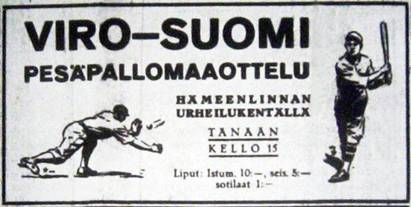 VIRO–SUOMI
PESÄPALLOMAAOTTELU
HÄMEENLINNAN
URHEILUKENTÄLLÄ
TÄNÄÄN
KELLO 15
Liput: Istum. 10:—, seis. 5:—
sotilaat 1:—